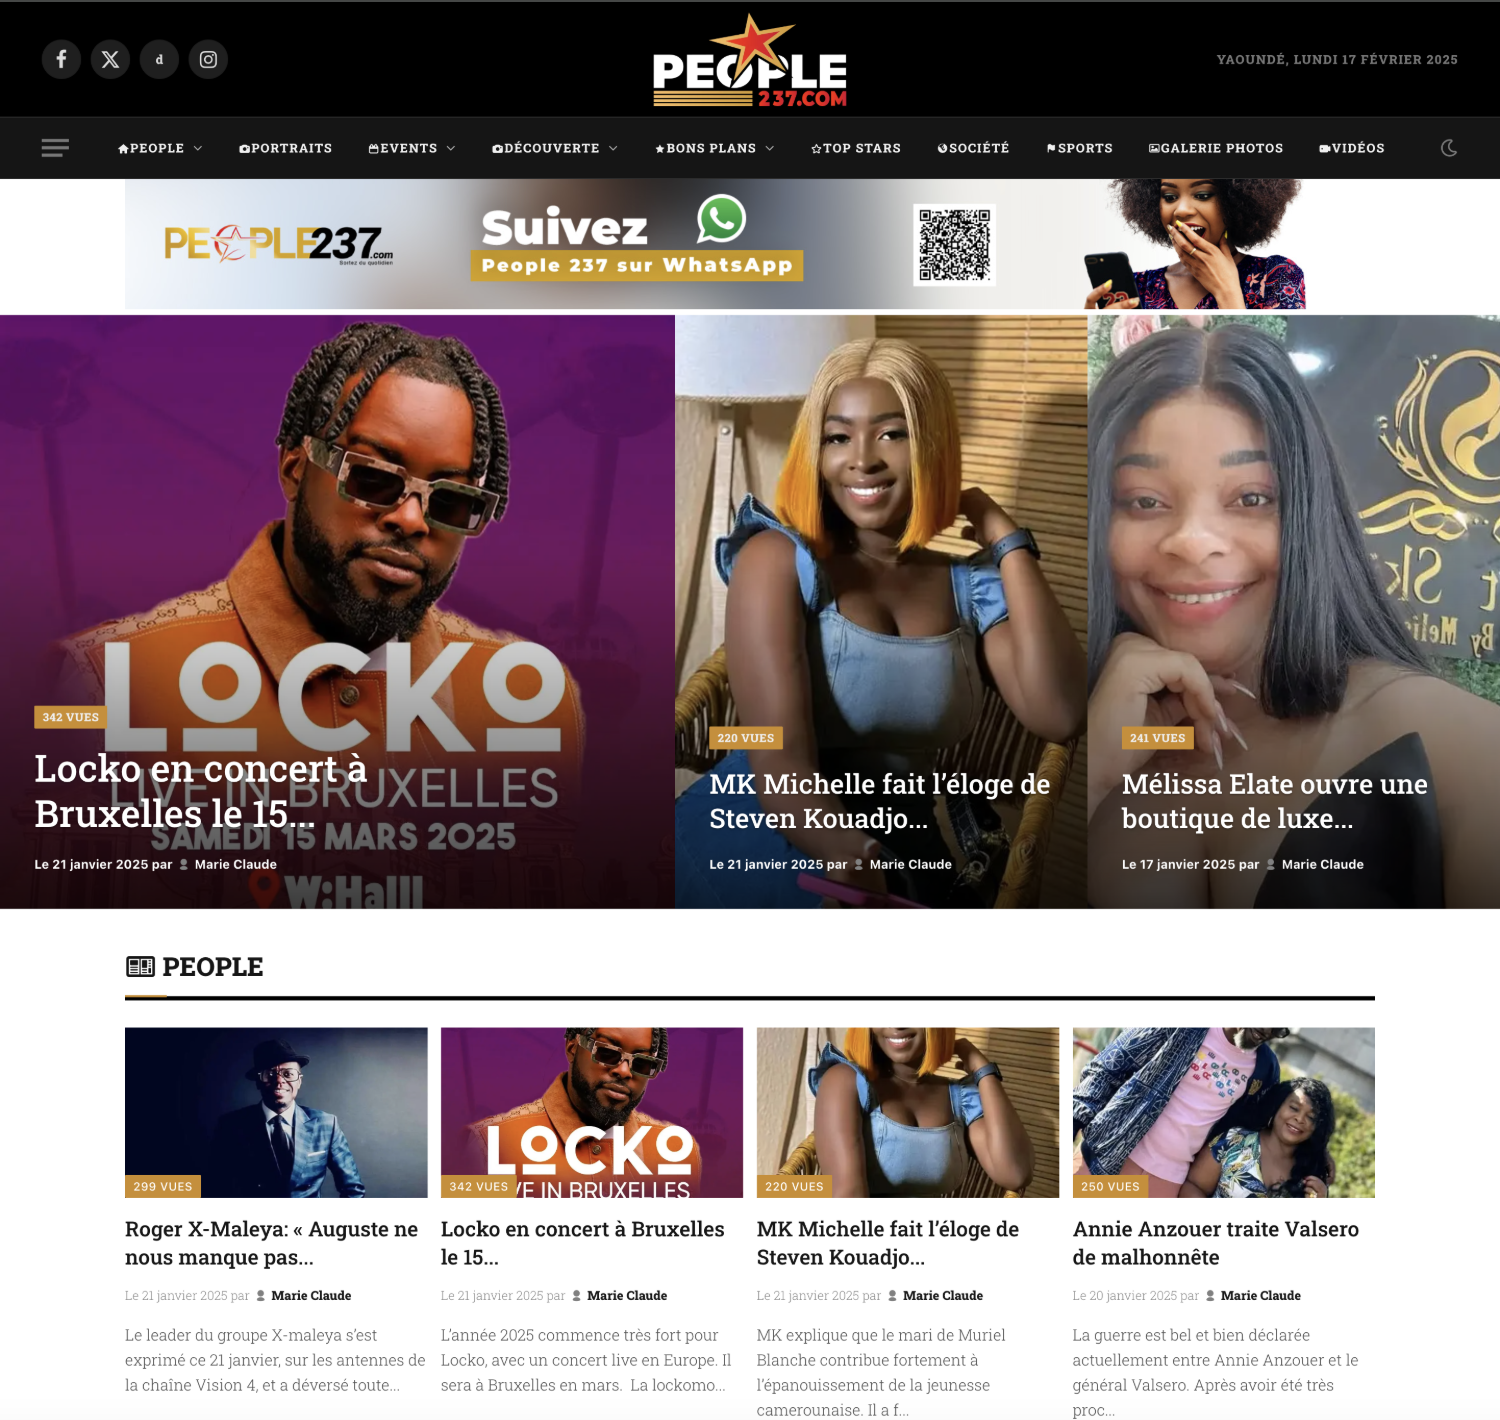 d
PEOPLE
237.COM
YAOUNDÉ, LUNDI 17 FÉVRIER 2025
PEOPLE
PORTRAITS
EVENTS
DÉCOUVERTE
BONS PLANS
TOP STARS
SOCIÉTÉ
SPORTS
GALERIE PHOTOS
VIDÉOS
PEOPLE237.com
Sortez du quotidien
Suivez
People 237 sur WhatsApp
LOCKO
LIVE IN BRUXELLES
SAMEDI 15 MARS 2025
W:Halll
342 VUES
Locko en concert à
Bruxelles le 15...
Le 21 janvier 2025 par Marie Claude
220 VUES
MK Michelle fait l’éloge de
Steven Kouadjo...
Le 21 janvier 2025 par Marie Claude
By
241 VUES
Mélissa Elate ouvre une
boutique de luxe...
Le 17 janvier 2025 par Marie Claude
PEOPLE
299 VUES
Roger X-Maleya: « Auguste ne
nous manque pas...
Le 21 janvier 2025 par Marie Claude
Le leader du groupe X-maleya s’est
exprimé ce 21 janvier, sur les antennes de
la chaîne Vision 4, et a déversé toute...
LOCKO
VE IN BRUXELLES
342 VUES
Locko en concert à Bruxelles
le 15...
Le 21 janvier 2025 par Marie Claude
L’année 2025 commence très fort pour
Locko, avec un concert live en Europe. Il
sera à Bruxelles en mars. La lockomo...
220 VUES
MK Michelle fait l’éloge de
Steven Kouadjo...
Le 21 janvier 2025 par Marie Claude
MK explique que le mari de Muriel
Blanche contribue fortement à
l’épanouissement de la jeunesse
camerounaise. Il a f...
250 VUES
Annie Anzouer traite Valsero
de malhonnête
Le 20 janvier 2025 par Marie Claude
La guerre est bel et bien déclarée
actuellement entre Annie Anzouer et le
général Valsero. Après avoir été très
proc...